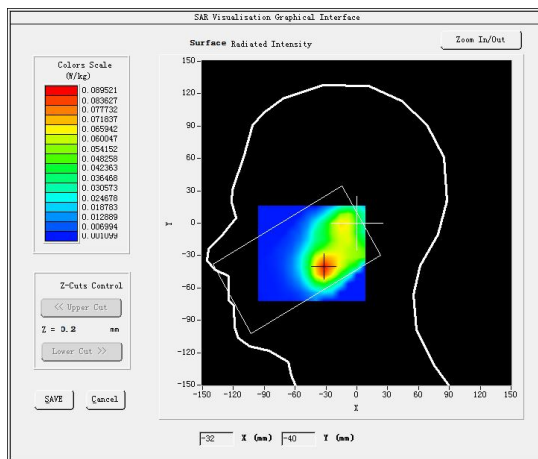 SAR Visualisation Graphical Interface
Surface Radiated Intensity
Zoom In/Out
Colors Scale
(W/kg)
0.089521
0.083627
0.077732
0.071837
0.065942
0.060047
0.054152
0.048258
0.042363
0.036468
0.030573
0.024678
0.018783
0.012889
0.006994
0.001099
Z-Cuts Control
<< Upper Cut
Z = 0.2 mm
Lower Cut >>
SAVE Cancel
150
120
90
60
30
0
-30
-60
-90
-120
-150
Y
-150 -120 -90 -60 -30 0 30 60 90 120 150
X
-32 X (mm) -40 Y (mm)